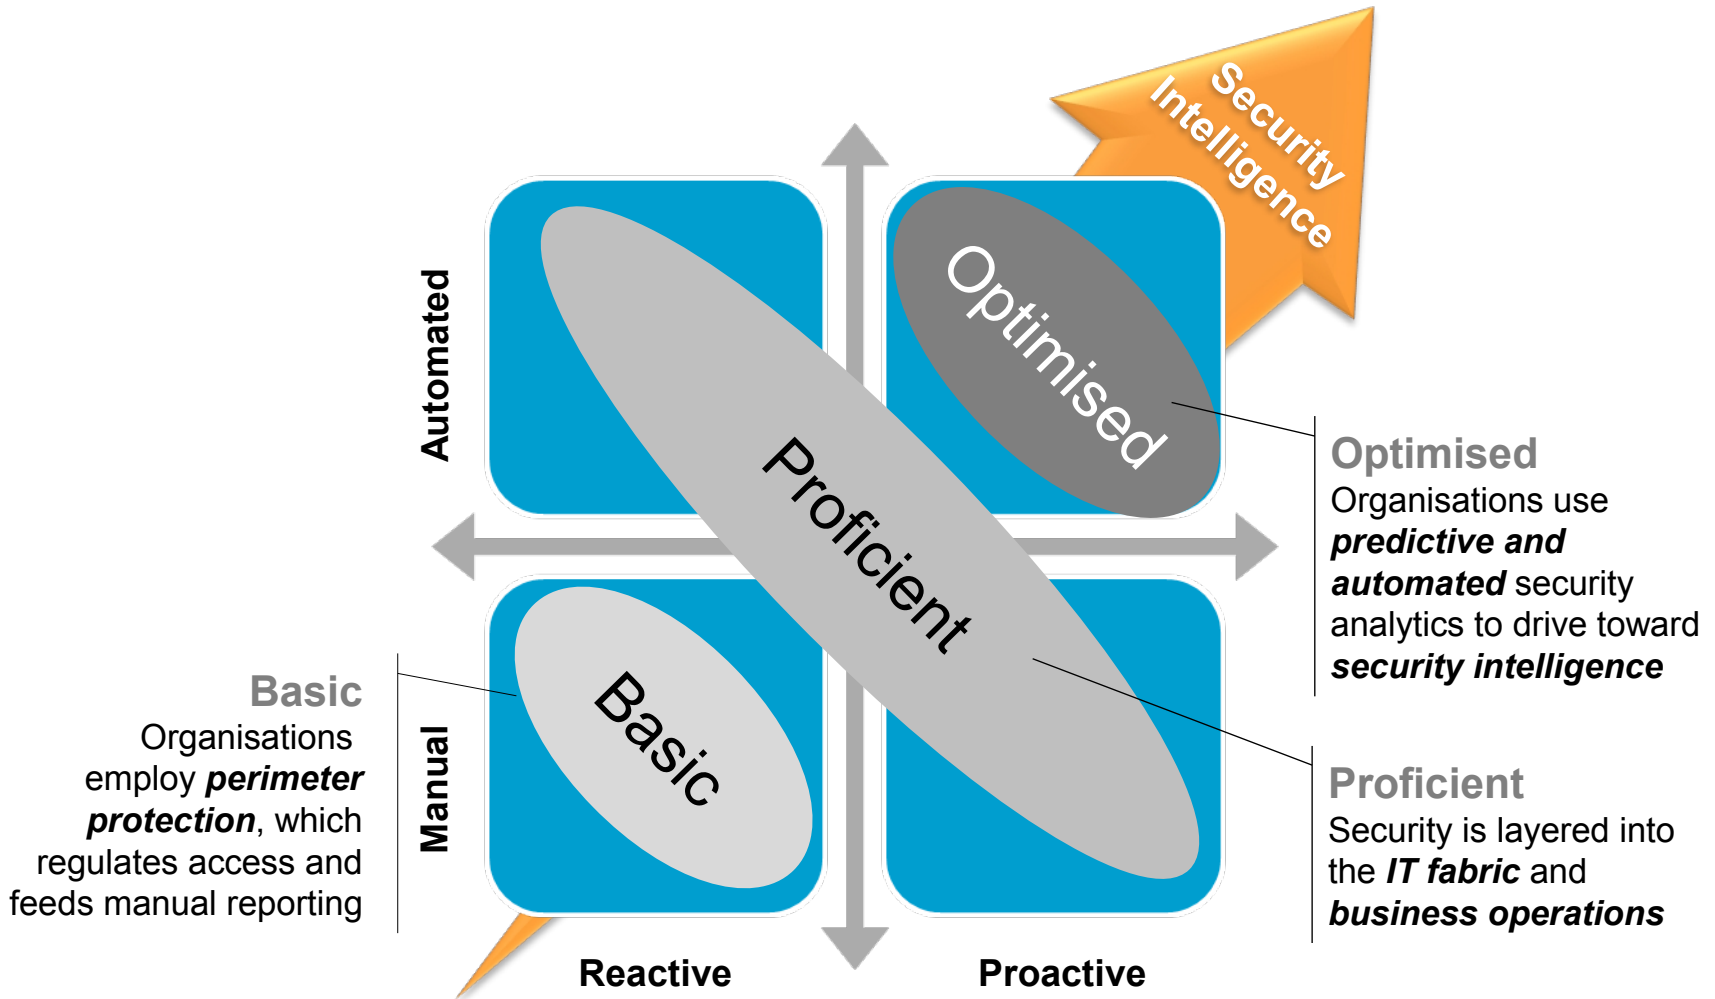 Security
Intelligence
Automated
Manual
Reactive
Proactive
Optimised
Proficient
Basic
Basic
Organisations
employ perimeter
protection, which
regulates access and
feeds manual reporting
Optimised
Organisations use
predictive and
automated security
analytics to drive toward
security intelligence
Proficient
Security is layered into
the IT fabric and
business operations